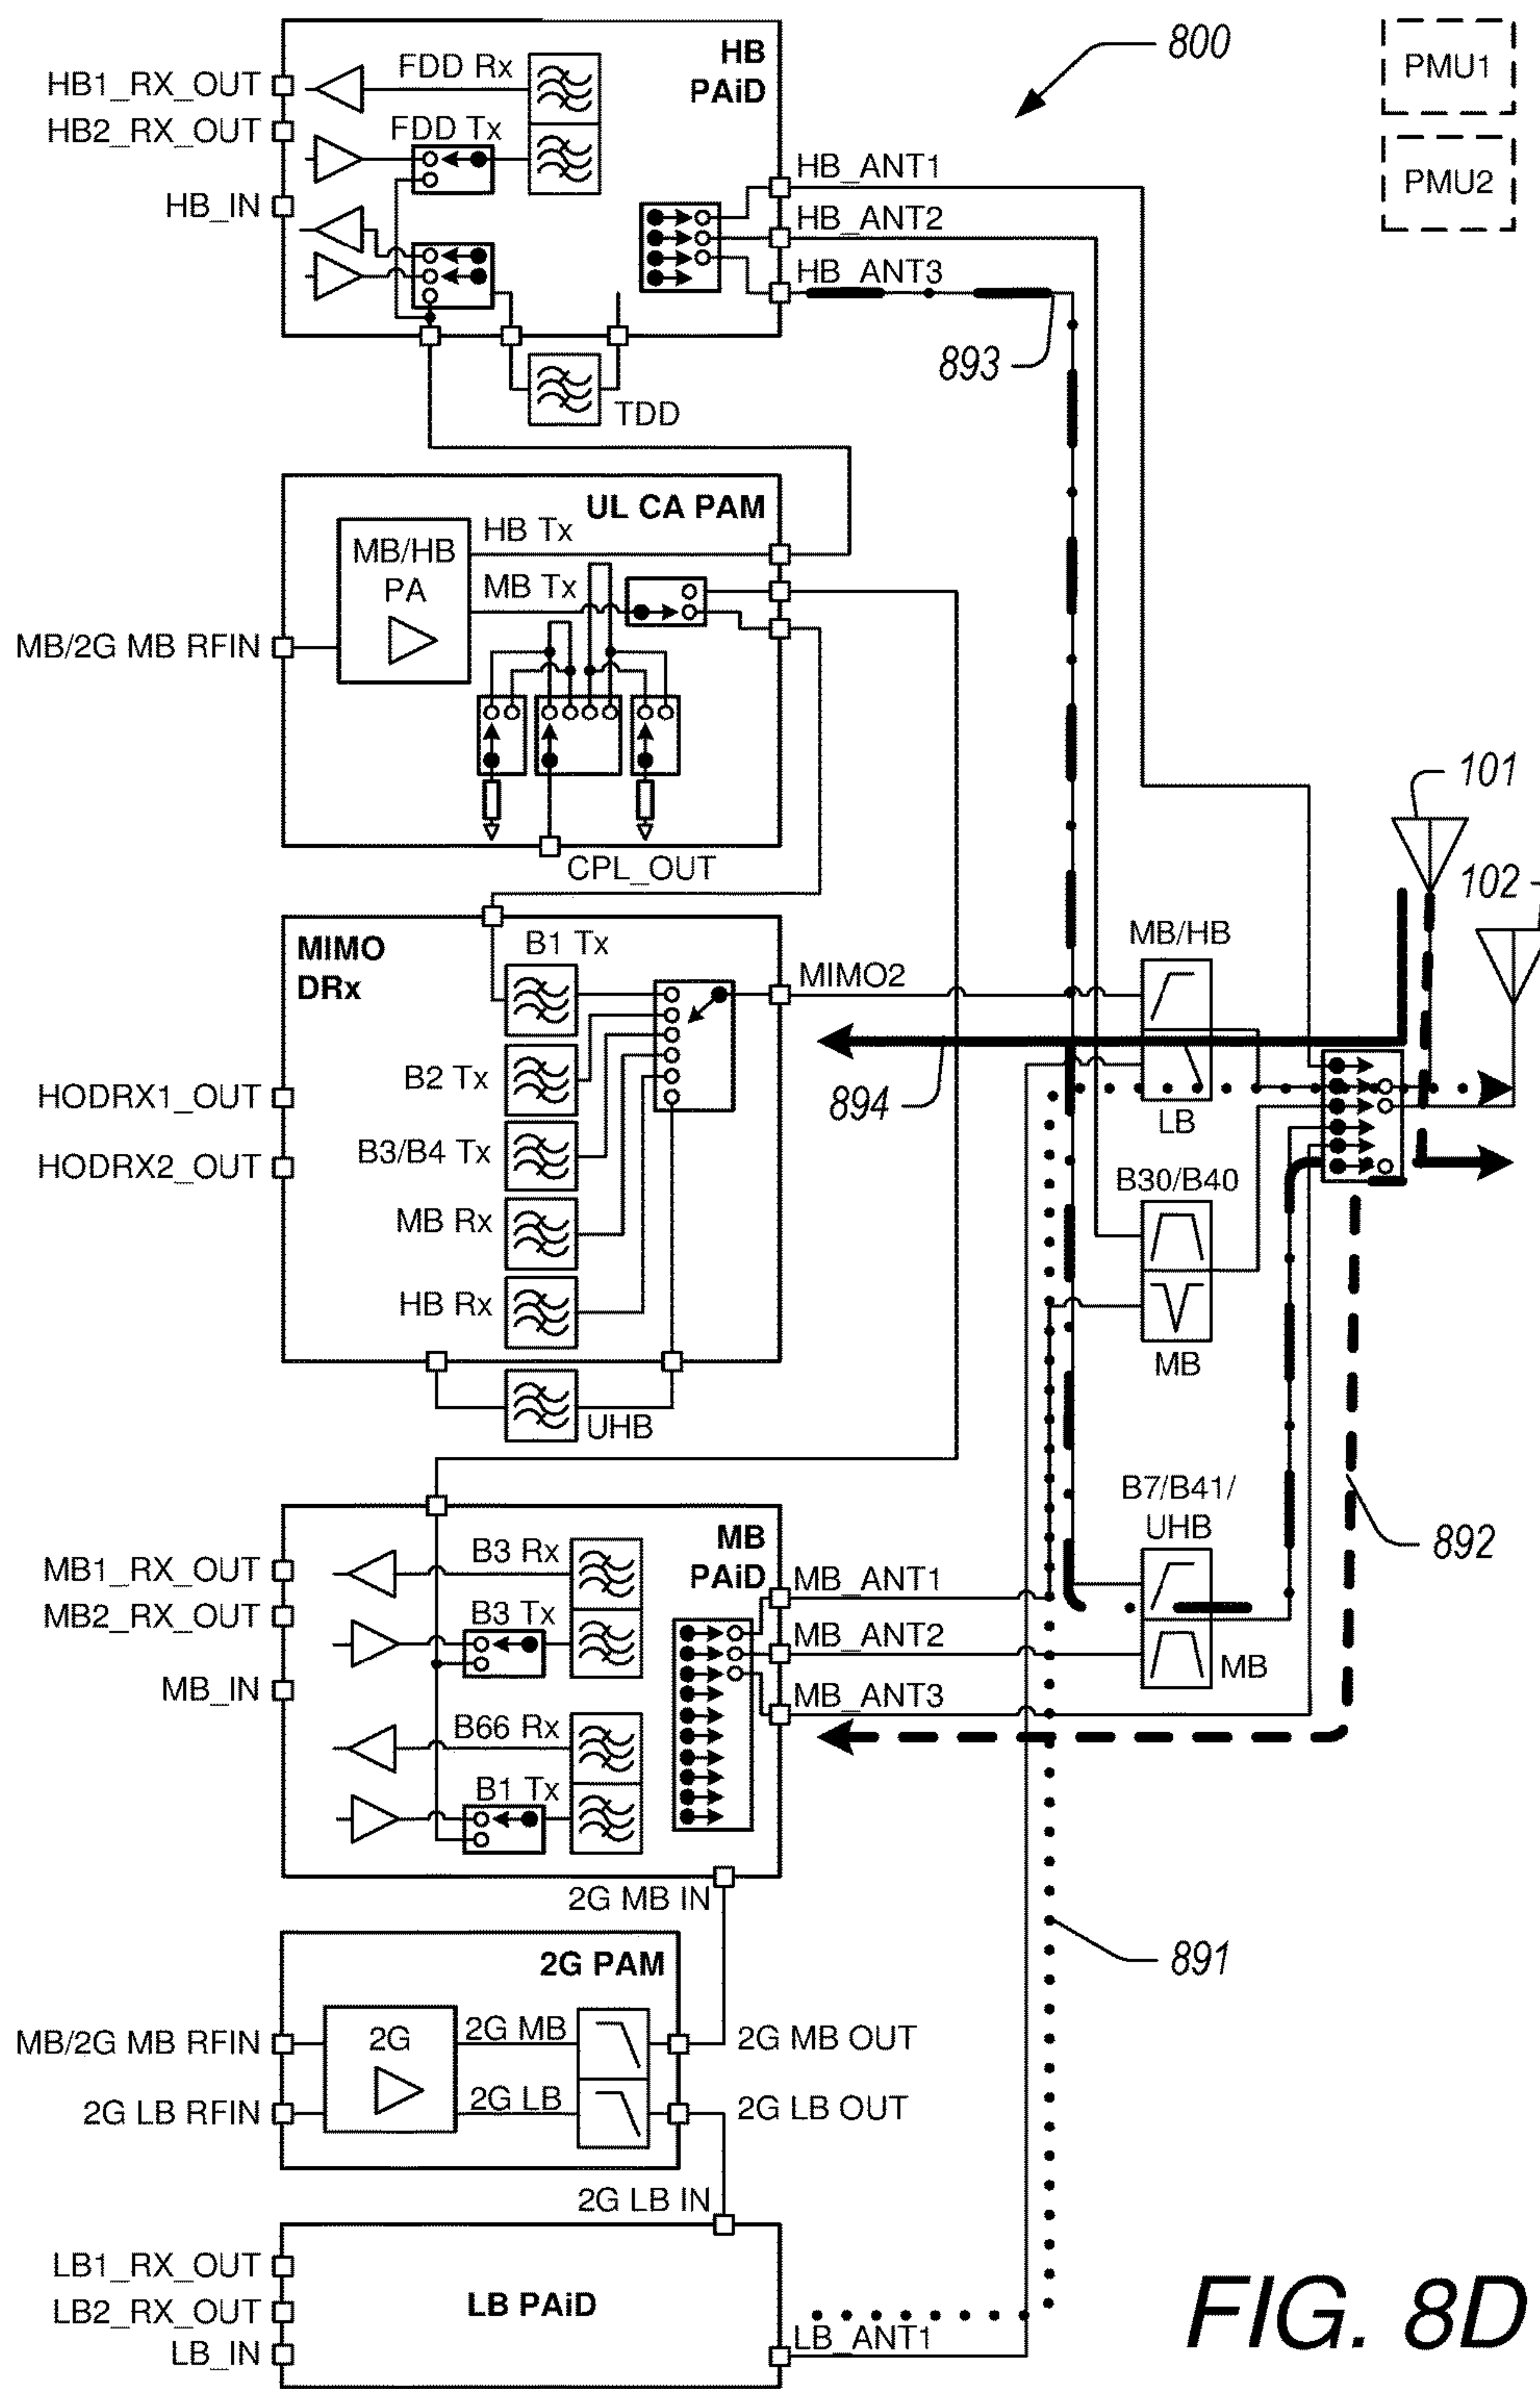 800
PMU1
PMU2
HB
PAiD
HB1_RX_OUT
FDD Rx
HB2_RX_OUT
FDD Tx
HB_IN
HB_ANT1
HB_ANT2
HB_ANT3
893
TDD
UL CA PAM
MB/HB
PA
HB Tx
MB Tx
MB/2G MB RFIN
CPL_OUT
101
102
MIMO
DRx
B1 Tx
MIMO2
MB/HB
B2 Tx
HODRX1_OUT
894
LB
B3/B4 Tx
HODRX2_OUT
B30/B40
MB Rx
HB Rx
MB
UHB
B7/B41/
UHB
892
MB
PAiD
MB1_RX_OUT
B3 Rx
MB_ANT1
MB2_RX_OUT
B3 Tx
MB_ANT2
MB
MB_IN
MB_ANT3
B66 Rx
B1 Tx
2G MB IN
891
2G PAM
2G
MB/2G MB RFIN
2G MB
2G MB OUT
2G LB RFIN
2G LB
2G LB OUT
2G LB IN
LB1_RX_OUT
LB2_RX_OUT
LB PAiD
LB_IN
LB_ANT1
FIG. 8D